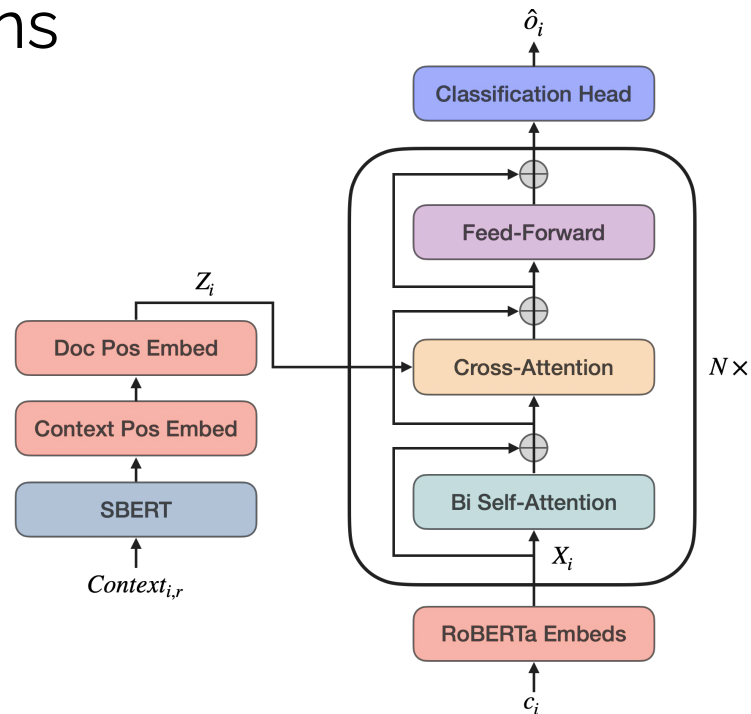 ns
ô_i
Classification Head
Feed-Forward
Z_i
Doc Pos Embed
Cross-Attention
N ×
Context Pos Embed
SBERT
Bi Self-Attention
X_i
Context_{i,r}
RoBERTa Embeds
c_i